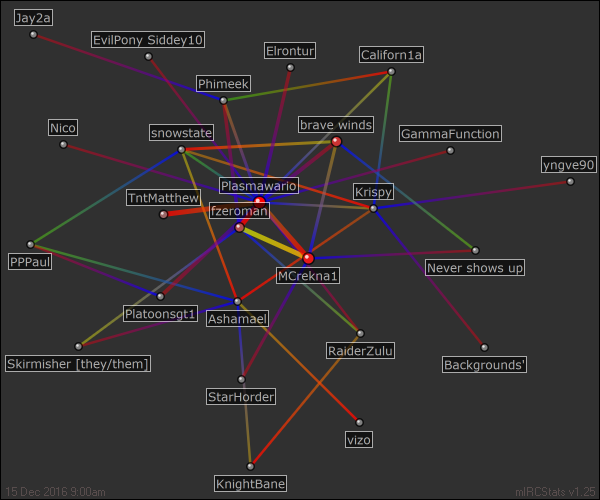 Jay2a
EvilPony Siddey10
Elrontur
Californ1a
Phimeek
Nico
snowstate
brave winds
GammaFunction
yngve90
Plasmawario
TntMatthew
Krispy
fzeroman
PPPaul
MCrekna1
Never shows up
Platoonsgt1
Ashamael
Skirmisher [they/them]
RaiderZulu
Backgrounds'
StarHorder
vizo
KnightBane
15 Dec 2016 9:00am
mIRCStats v1.25